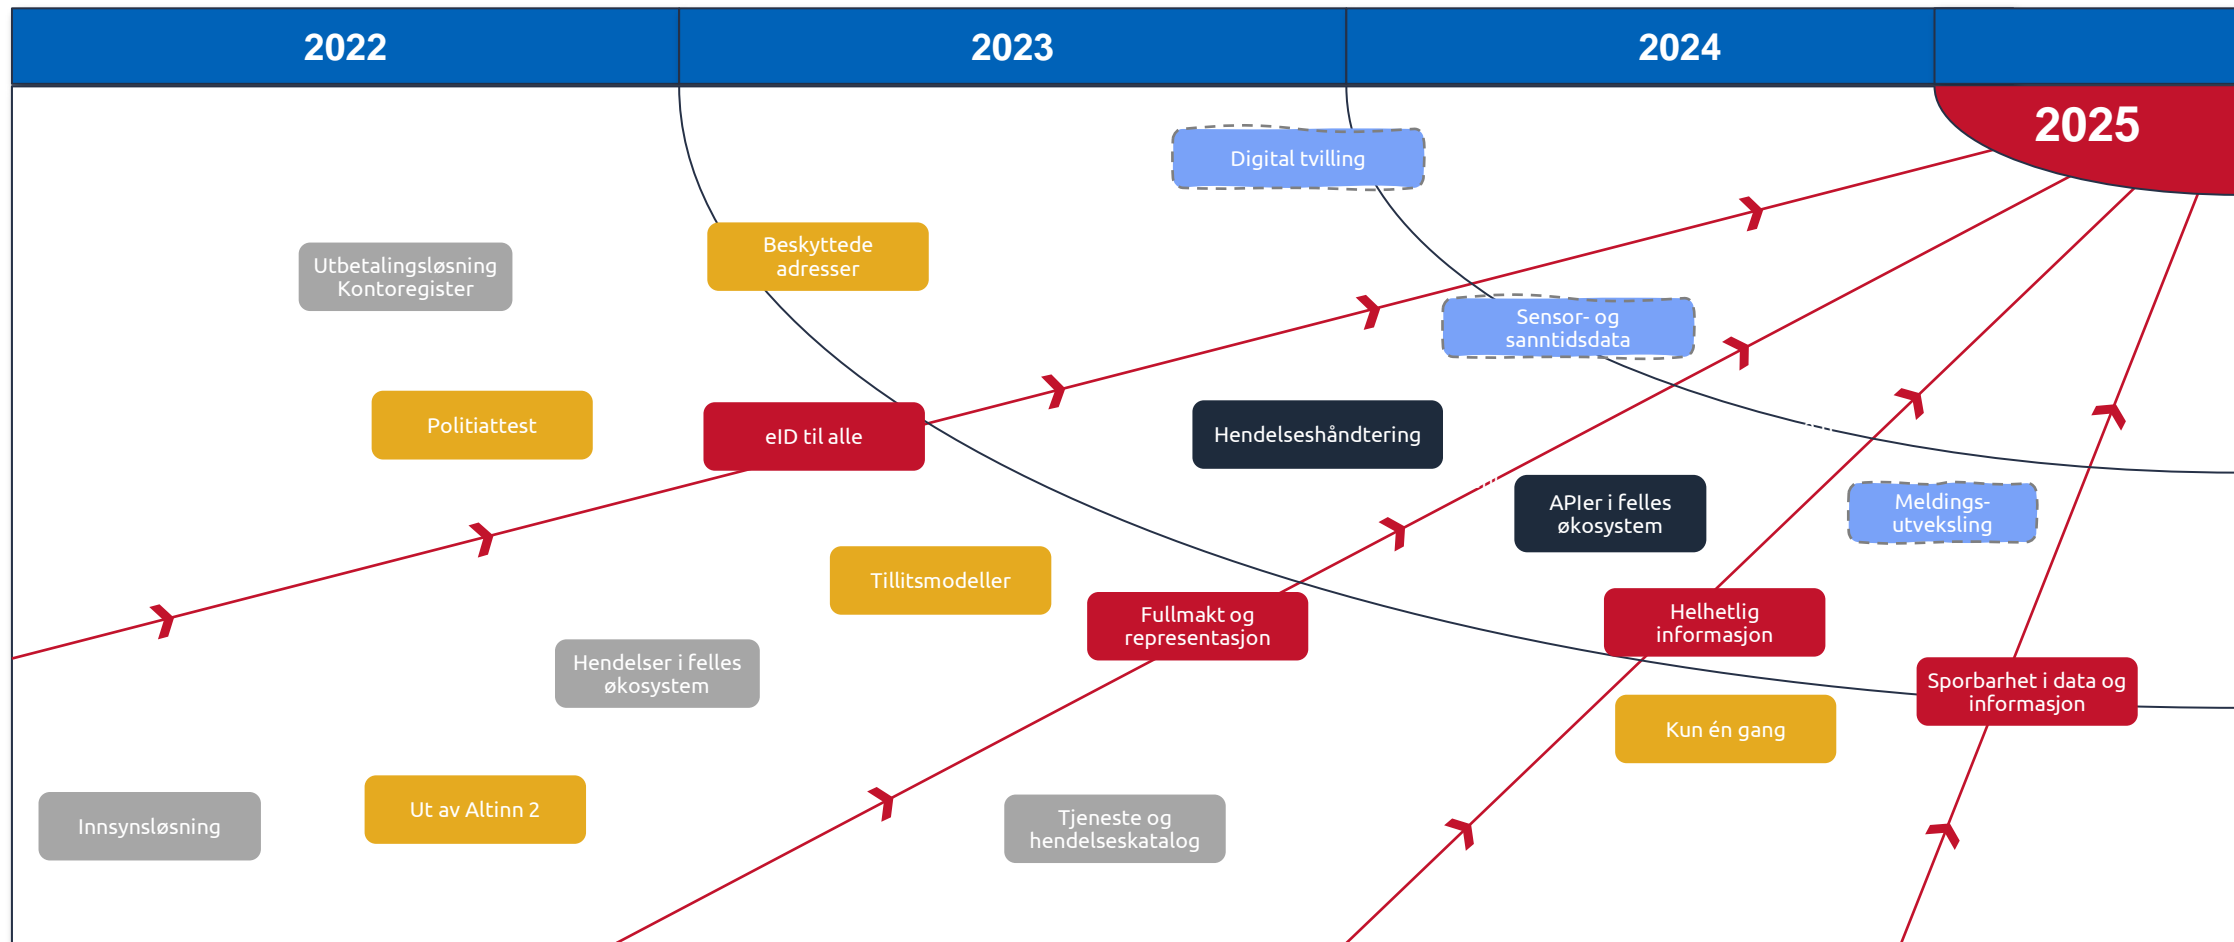 2022
2023
2024
2025
Digital tvilling
Beskyttede
adresser
Utbetalingsløsning
Kontoregister
Sensor- og
sanntidsdata
Politiattest
eID til alle
Hendelseshåndtering
APIer i felles
økosystem
Meldings-
utveksling
Tillitsmodeller
Fullmakt og
representasjon
Helhetlig
informasjon
Hendelser i felles
økosystem
Sporbarhet i data og
informasjon
Kun én gang
Ut av Altinn 2
Innsynsløsning
Tjeneste og
hendelseskatalog